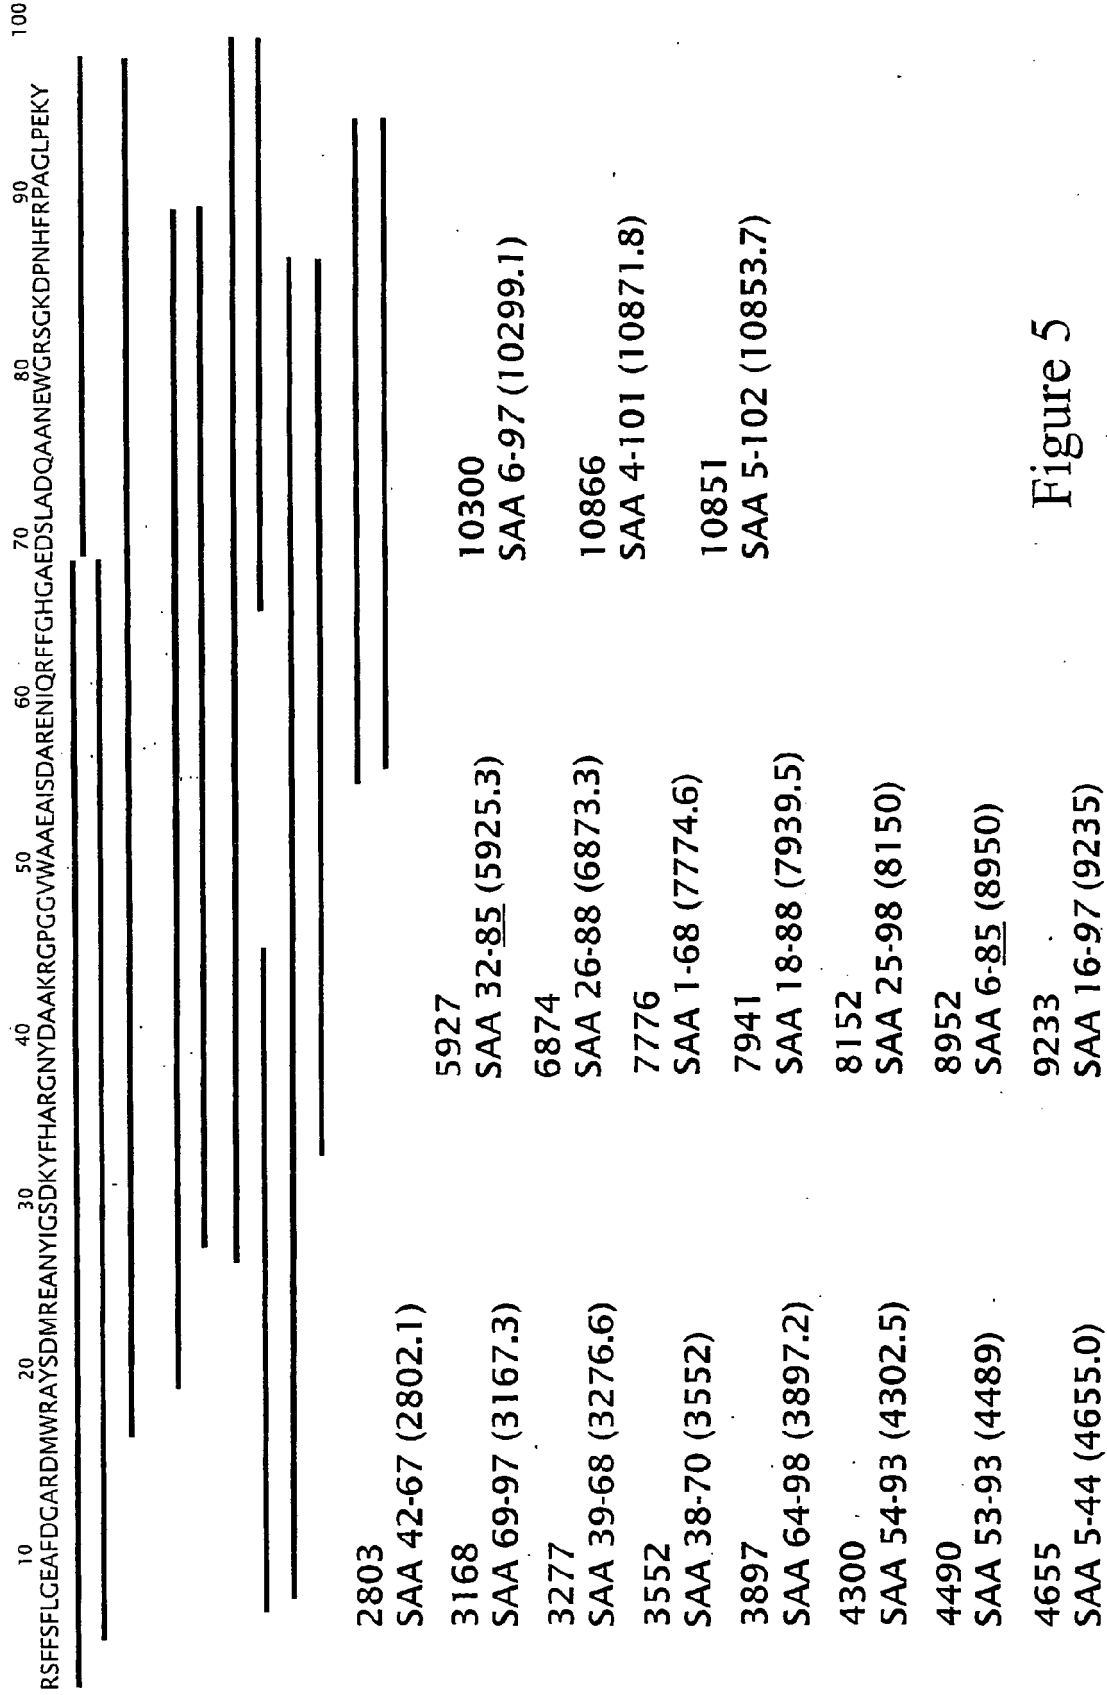 10 20 30 40 50 60 70 80 90 100
RSFFSFLGEAFDGARDMWRAYSDMREANYIGSDKYFHARGNYDAAKRGPGGVWAAEAISDARENIQRFFGHGAEDSLADQAANEWGRSGKDPNHFRPAGLPEKY
2803
SAA 42-67 (2802.1)
3168
SAA 69-97 (3167.3)
3277
SAA 39-68 (3276.6)
3552
SAA 38-70 (3552)
3897
SAA 64-98 (3897.2)
4300
SAA 54-93 (4302.5)
4490
SAA 53-93 (4489)
4655
SAA 5-44 (4655.0)
5927
SAA 32-85 (5925.3)
6874
SAA 26-88 (6873.3)
7776
SAA 1-68 (7774.6)
7941
SAA 18-88 (7939.5)
8152
SAA 25-98 (8150)
8952
SAA 6-85 (8950)
9233
SAA 16-97 (9235)
10300
SAA 6-97 (10299.1)
10866
SAA 4-101 (10871.8)
10851
SAA 5-102 (10853.7)
Figure 5